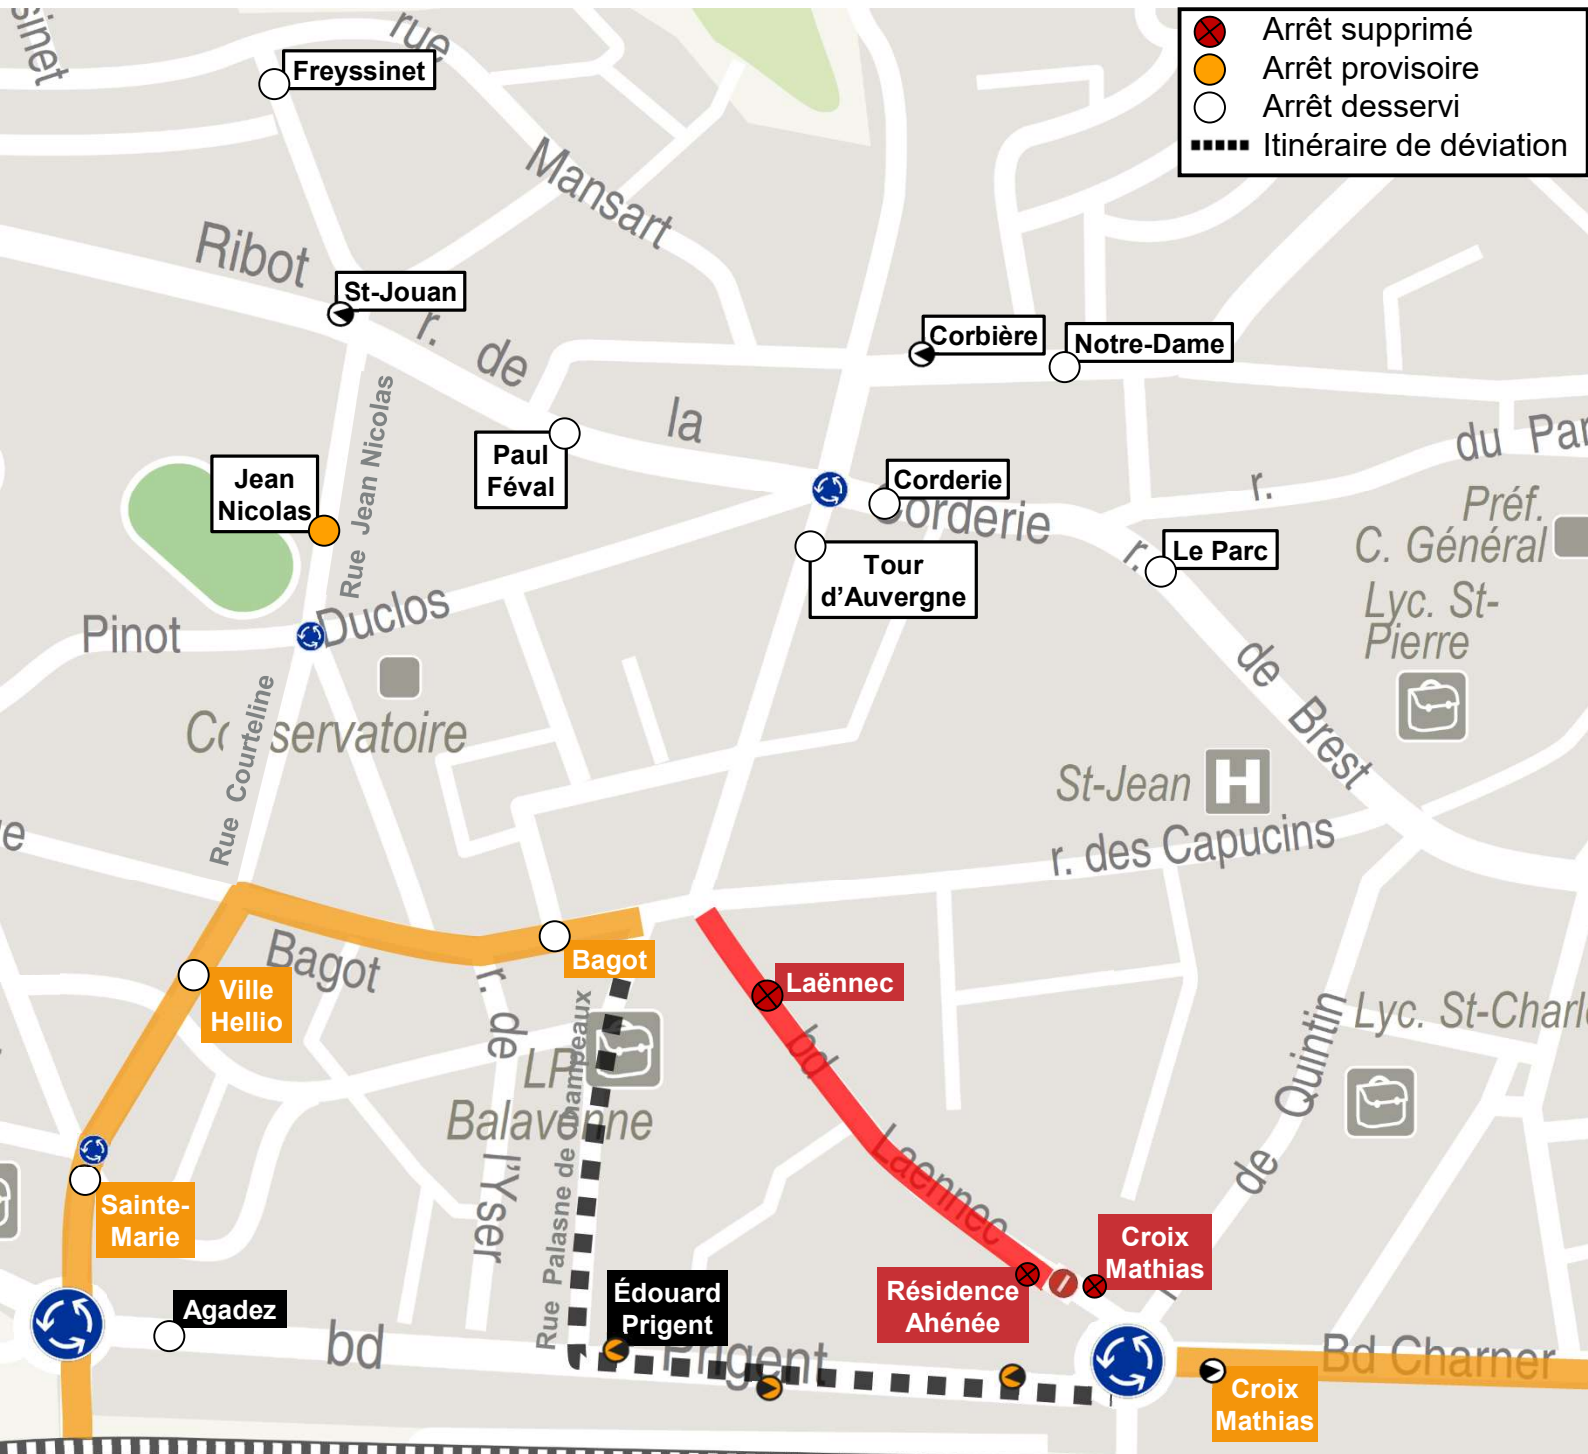 Arrêt supprimé
Arrêt provisoire
Arrêt desservi
Itinéraire de déviation
sinet
rue
Freyssinet
Mansart
Ribot
St-Jouan
r. de
la
Corbière
Notre-Dame
Rue Jean Nicolas
Paul
Féval
Jean
Nicolas
Corderie
Corderie
r.
du Par
Préf.
C. Général
Lyc. St-
Pierre
Tour
d'Auvergne
r.
Le Parc
de Brest
Pinot
Duclos
Conservatoire
Rue Courteline
St-Jean
H
r. des Capucins
Bagot
Bagot
Ville
Hellio
r. de l'Yser
Laënnec
bd
Laennec
LP
Balavenne
Rue Palasne de Champeaux
Lyc. St-Charle
de Quintin
Sainte-
Marie
Croix
Mathias
Résidence
Ahénée
Édouard
Prigent
Agadez
bd
Prigent
Bd Charner
Croix
Mathias